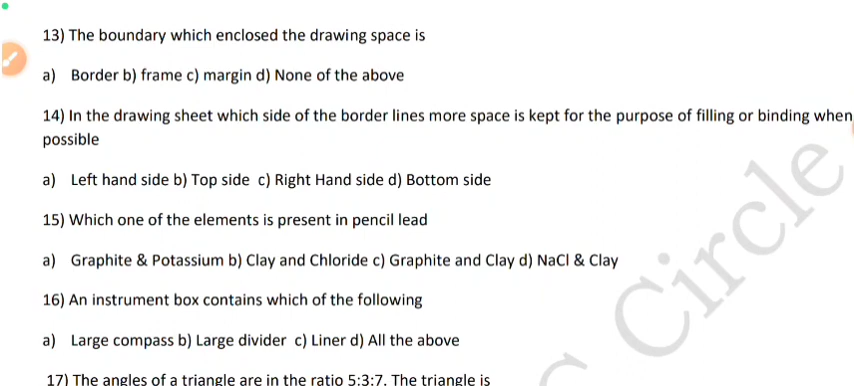 13) The boundary which enclosed the drawing space is
a) Border b) frame c) margin d) None of the above
14) In the drawing sheet which side of the border lines more space is kept for the purpose of filling or binding when
possible
a) Left hand side b) Top side c) Right Hand side d) Bottom side
15) Which one of the elements is present in pencil lead
a) Graphite & Potassium b) Clay and Chloride c) Graphite and Clay d) NaCl & Clay
16) An instrument box contains which of the following
a) Large compass b) Large divider c) Liner d) All the above
17) The angles of a triangle are in the ratio 5:3:7. The triangle is
Circle